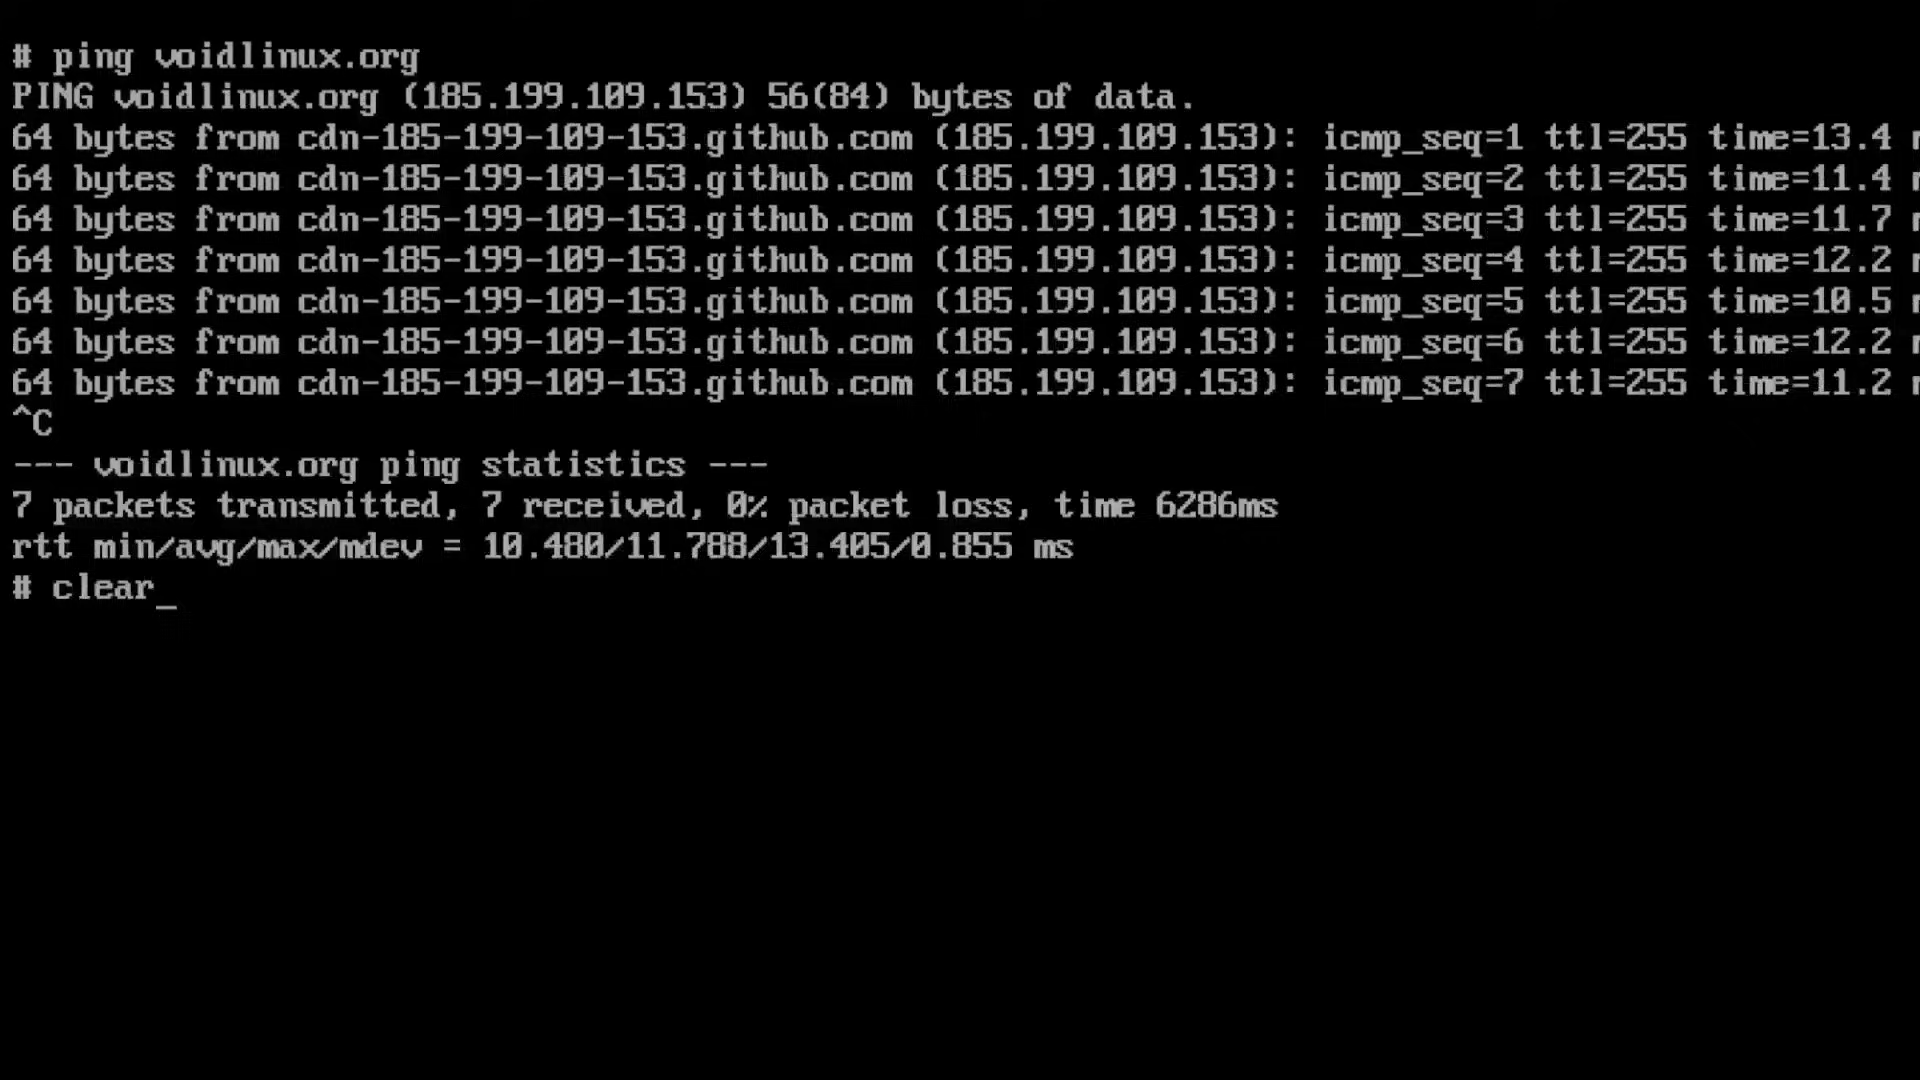 # ping voidlinux.org
PING voidlinux.org (185.199.109.153) 56(84) bytes of data.
64 bytes from cdn-185-199-109-153.github.com (185.199.109.153): icmp_seq=1 ttl=255 time=13.4
64 bytes from cdn-185-199-109-153.github.com (185.199.109.153): icmp_seq=2 ttl=255 time=11.4
64 bytes from cdn-185-199-109-153.github.com (185.199.109.153): icmp_seq=3 ttl=255 time=11.7
64 bytes from cdn-185-199-109-153.github.com (185.199.109.153): icmp_seq=4 ttl=255 time=12.2
64 bytes from cdn-185-199-109-153.github.com (185.199.109.153): icmp_seq=5 ttl=255 time=10.5
64 bytes from cdn-185-199-109-153.github.com (185.199.109.153): icmp_seq=6 ttl=255 time=12.2
64 bytes from cdn-185-199-109-153.github.com (185.199.109.153): icmp_seq=7 ttl=255 time=11.2
^C
--- voidlinux.org ping statistics ---
7 packets transmitted, 7 received, 0% packet loss, time 6286ms
rtt min/avg/max/mdev = 10.480/11.788/13.405/0.855 ms
# clear_